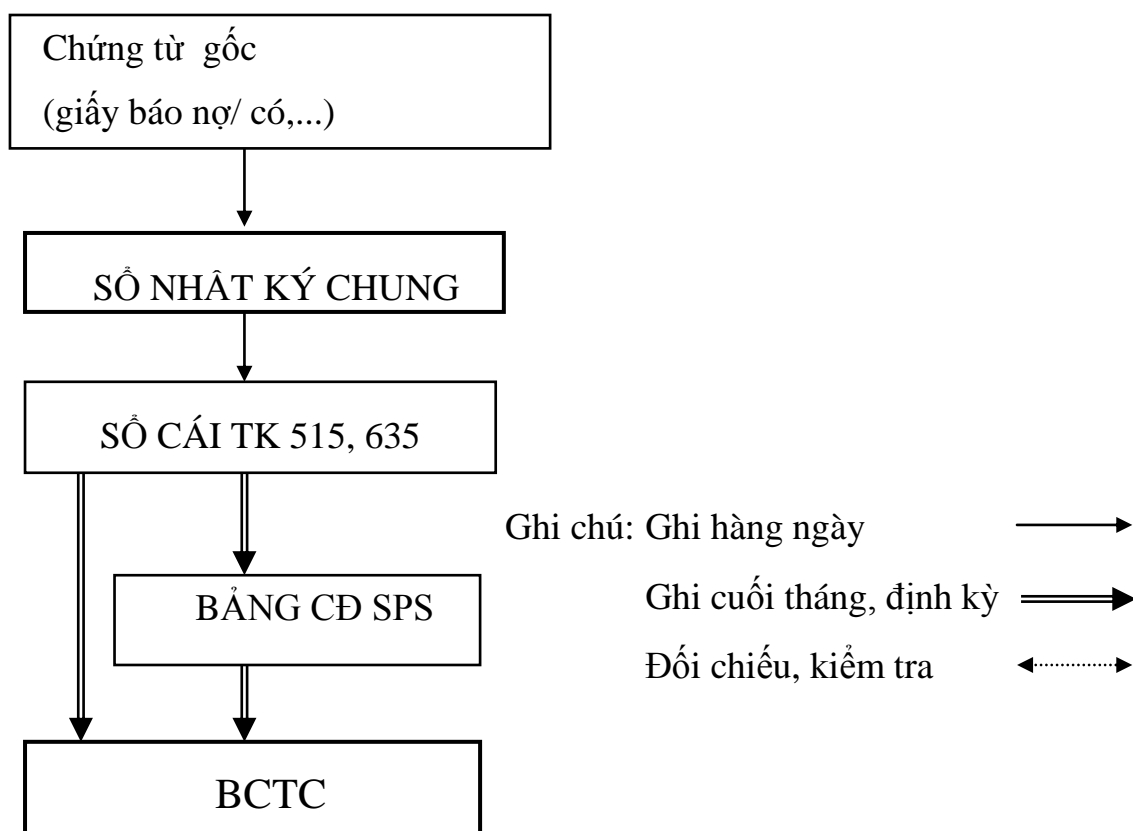 Chứng từ gốc
(giấy báo nợ/ có,...)
SỔ NHÂT KÝ CHUNG
SỔ CÁI TK 515, 635
Ghi chú: Ghi hàng ngày
BẢNG CĐ SPS
Ghi cuối tháng, định kỳ
Đối chiếu, kiểm tra
BCTC